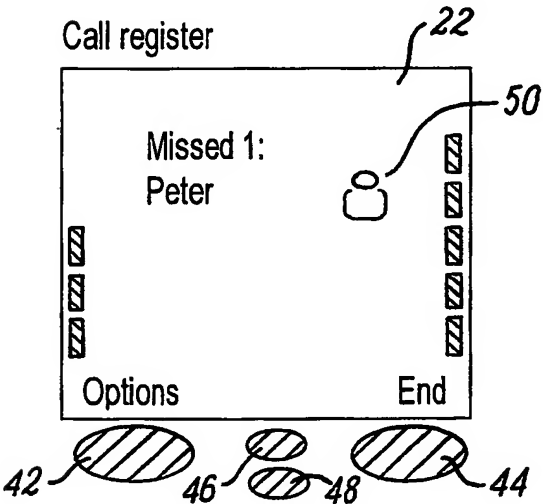 Call register
22
50
Missed 1:
Peter
Options
End
42
46
48
44